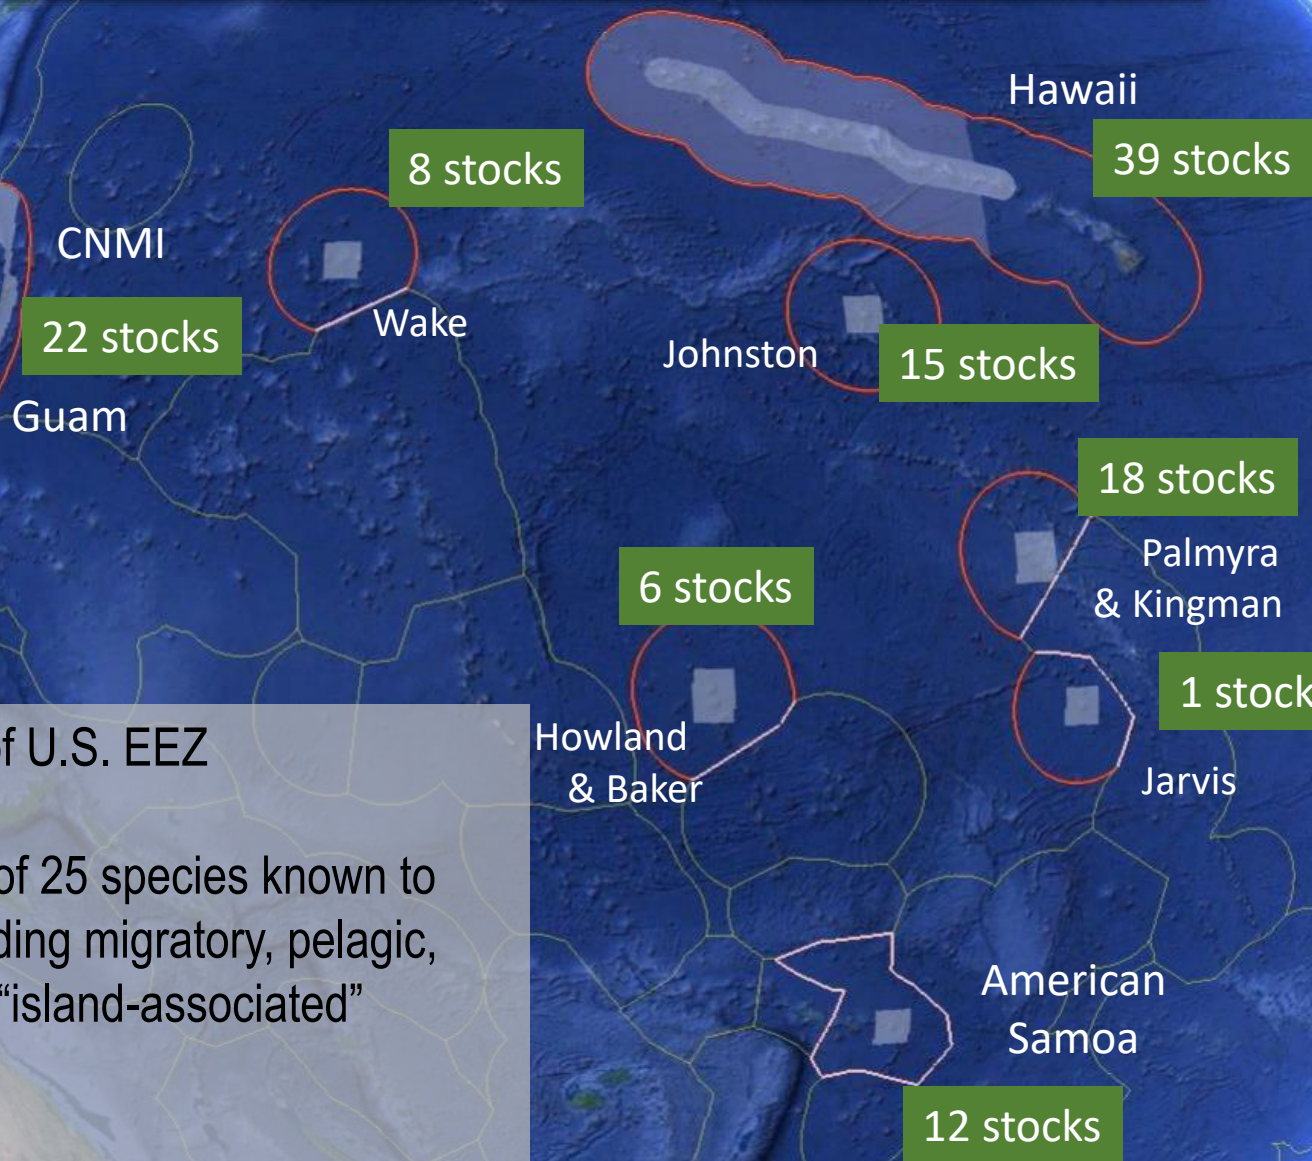 Hawaii
39 stocks
8 stocks
CNMI
22 stocks
Guam
Wake
Johnston
15 stocks
18 stocks
Palmyra
& Kingman
6 stocks
Howland
& Baker
1 stock
Jarvis
of U.S. EEZ
of 25 species known to
ding migratory, pelagic,
“island-associated”
American
Samoa
12 stocks